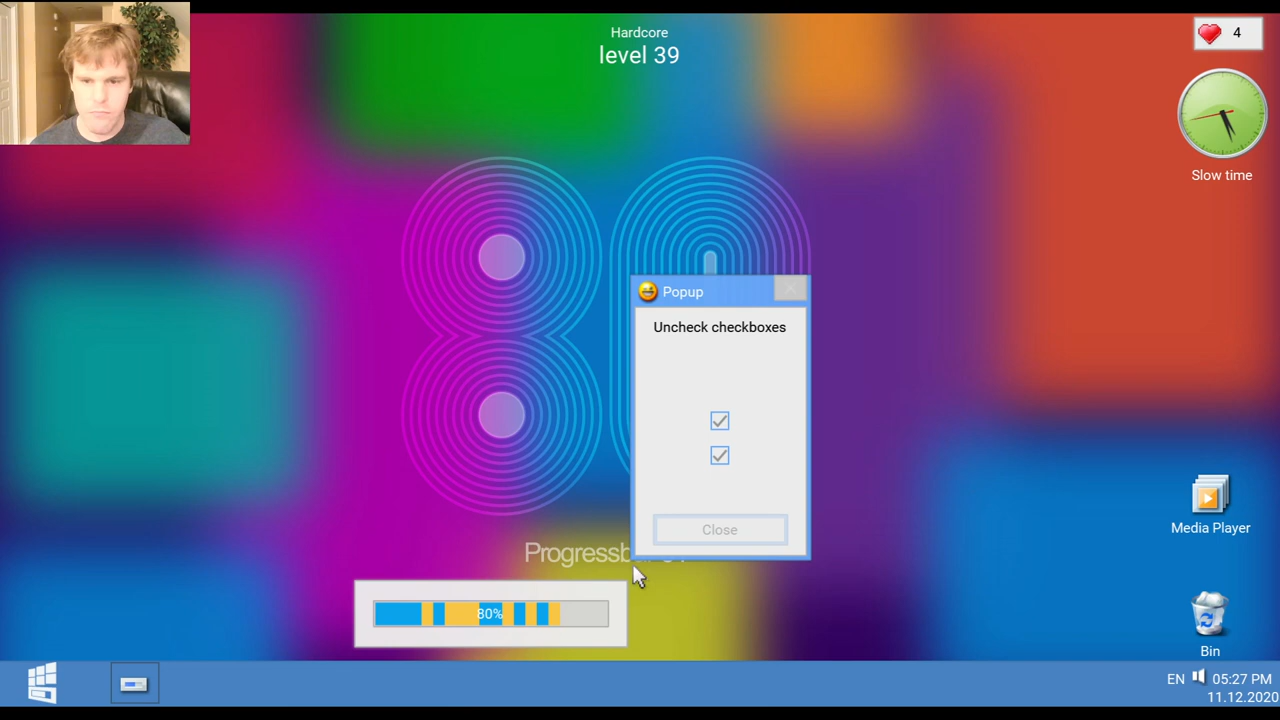 Hardcore
level 39
4
Slow time
Popup
Uncheck checkboxes
Close
80%
Media Player
Bin
EN 05:27 PM
11.12.2020